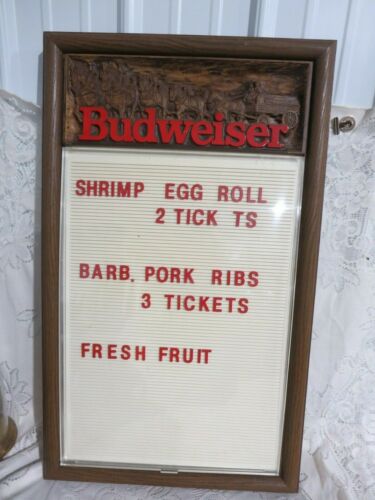 Budweiser
SHRIMP EGG ROLL
2 TICK TS
BARB. PORK RIBS
3 TICKETS
FRESH FRUIT